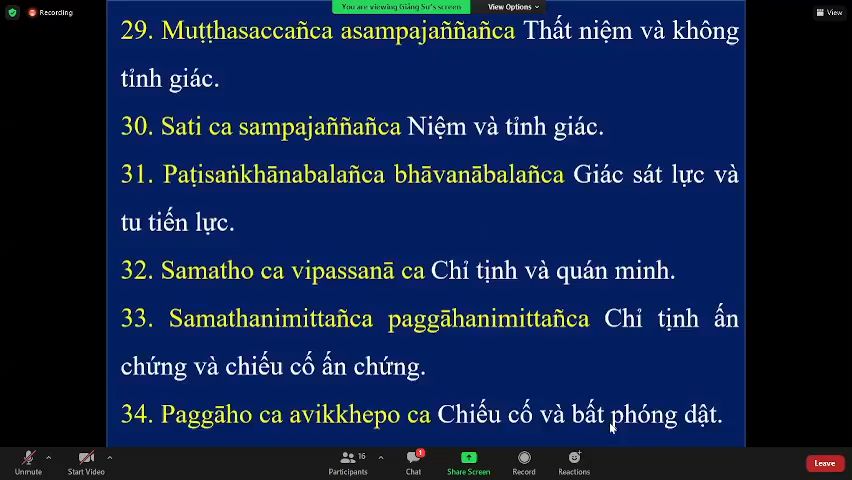 You are viewing Giảng Sư's screen
View Options
Recording
View
29. Muṭṭhasaccañca asampajaññañca Thất niệm và không
tỉnh giác.
30. Sati ca sampajaññañca Niệm và tỉnh giác.
31. Paṭisaṅkhānabalañca bhāvanābalañca Giác sát lực và
tu tiến lực.
32. Samatho ca vipassanā ca Chỉ tịnh và quán minh.
33. Samathanimittañca paggāhanimittañca Chỉ tịnh ấn
chứng và chiếu cố ấn chứng.
34. Paggāho ca avikkhepo ca Chiếu cố và bất phóng dật.
Unmute
Start Video
16
Participants
1
Chat
Share Screen
Record
Reactions
Leave